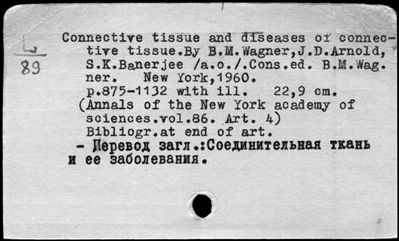 Connective tissue and diseases of connec-
L
89
tive tissue.By B.M.Wagner,J.D.Arnold,
S.K.Banerjee /a.o./.Cons.ed. B.M.Wag.
ner. New York,1960.
p.875-1132 with ill. 22,9 cm.
(Annals of the New York academy of
sciences.vol.86. Art. 4)
Bibliogr.at end of art.
- Перевод загл.:Соединительная ткань
и ее заболевания.